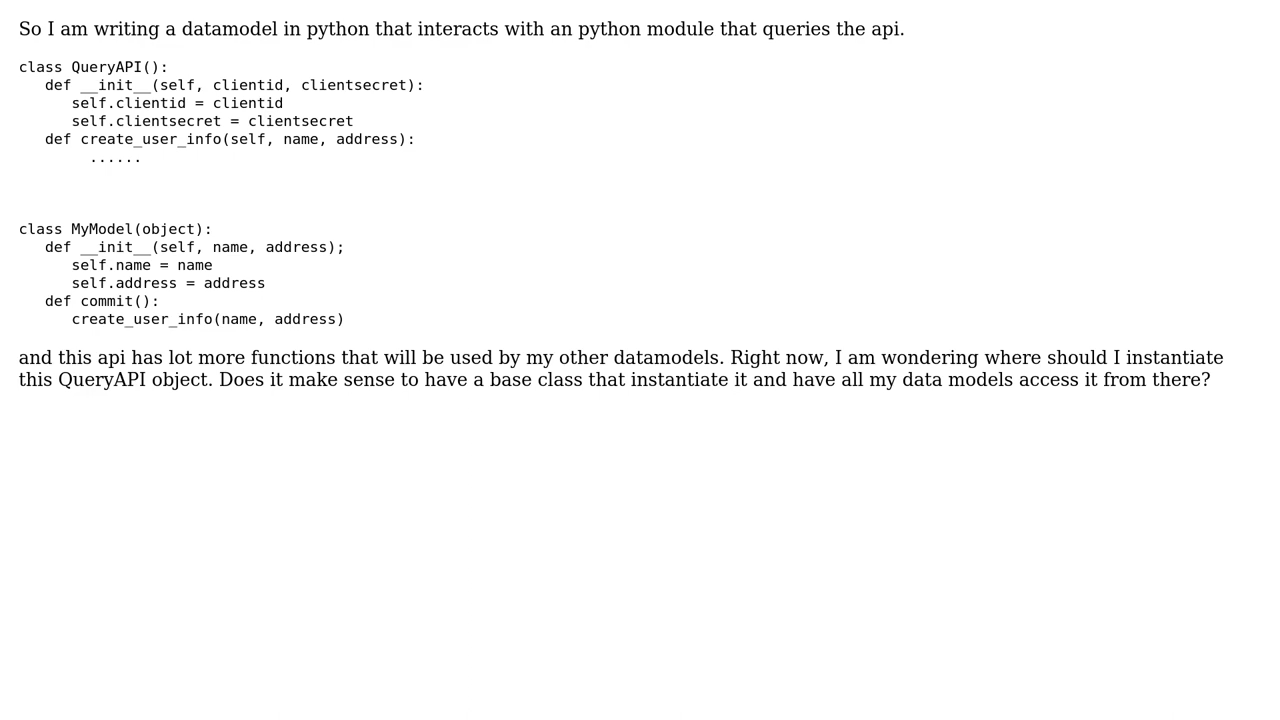 So I am writing a datamodel in python that interacts with an python module that queries the api.
class QueryAPI():
   def __init__(self, clientid, clientsecret):
      self.clientid = clientid
      self.clientsecret = clientsecret
   def create_user_info(self, name, address):
        ......
class MyModel(object):
   def __init__(self, name, address);
      self.name = name
      self.address = address
   def commit():
      create_user_info(name, address)
and this api has lot more functions that will be used by my other datamodels. Right now, I am wondering where should I instantiate
this QueryAPI object. Does it make sense to have a base class that instantiate it and have all my data models access it from there?